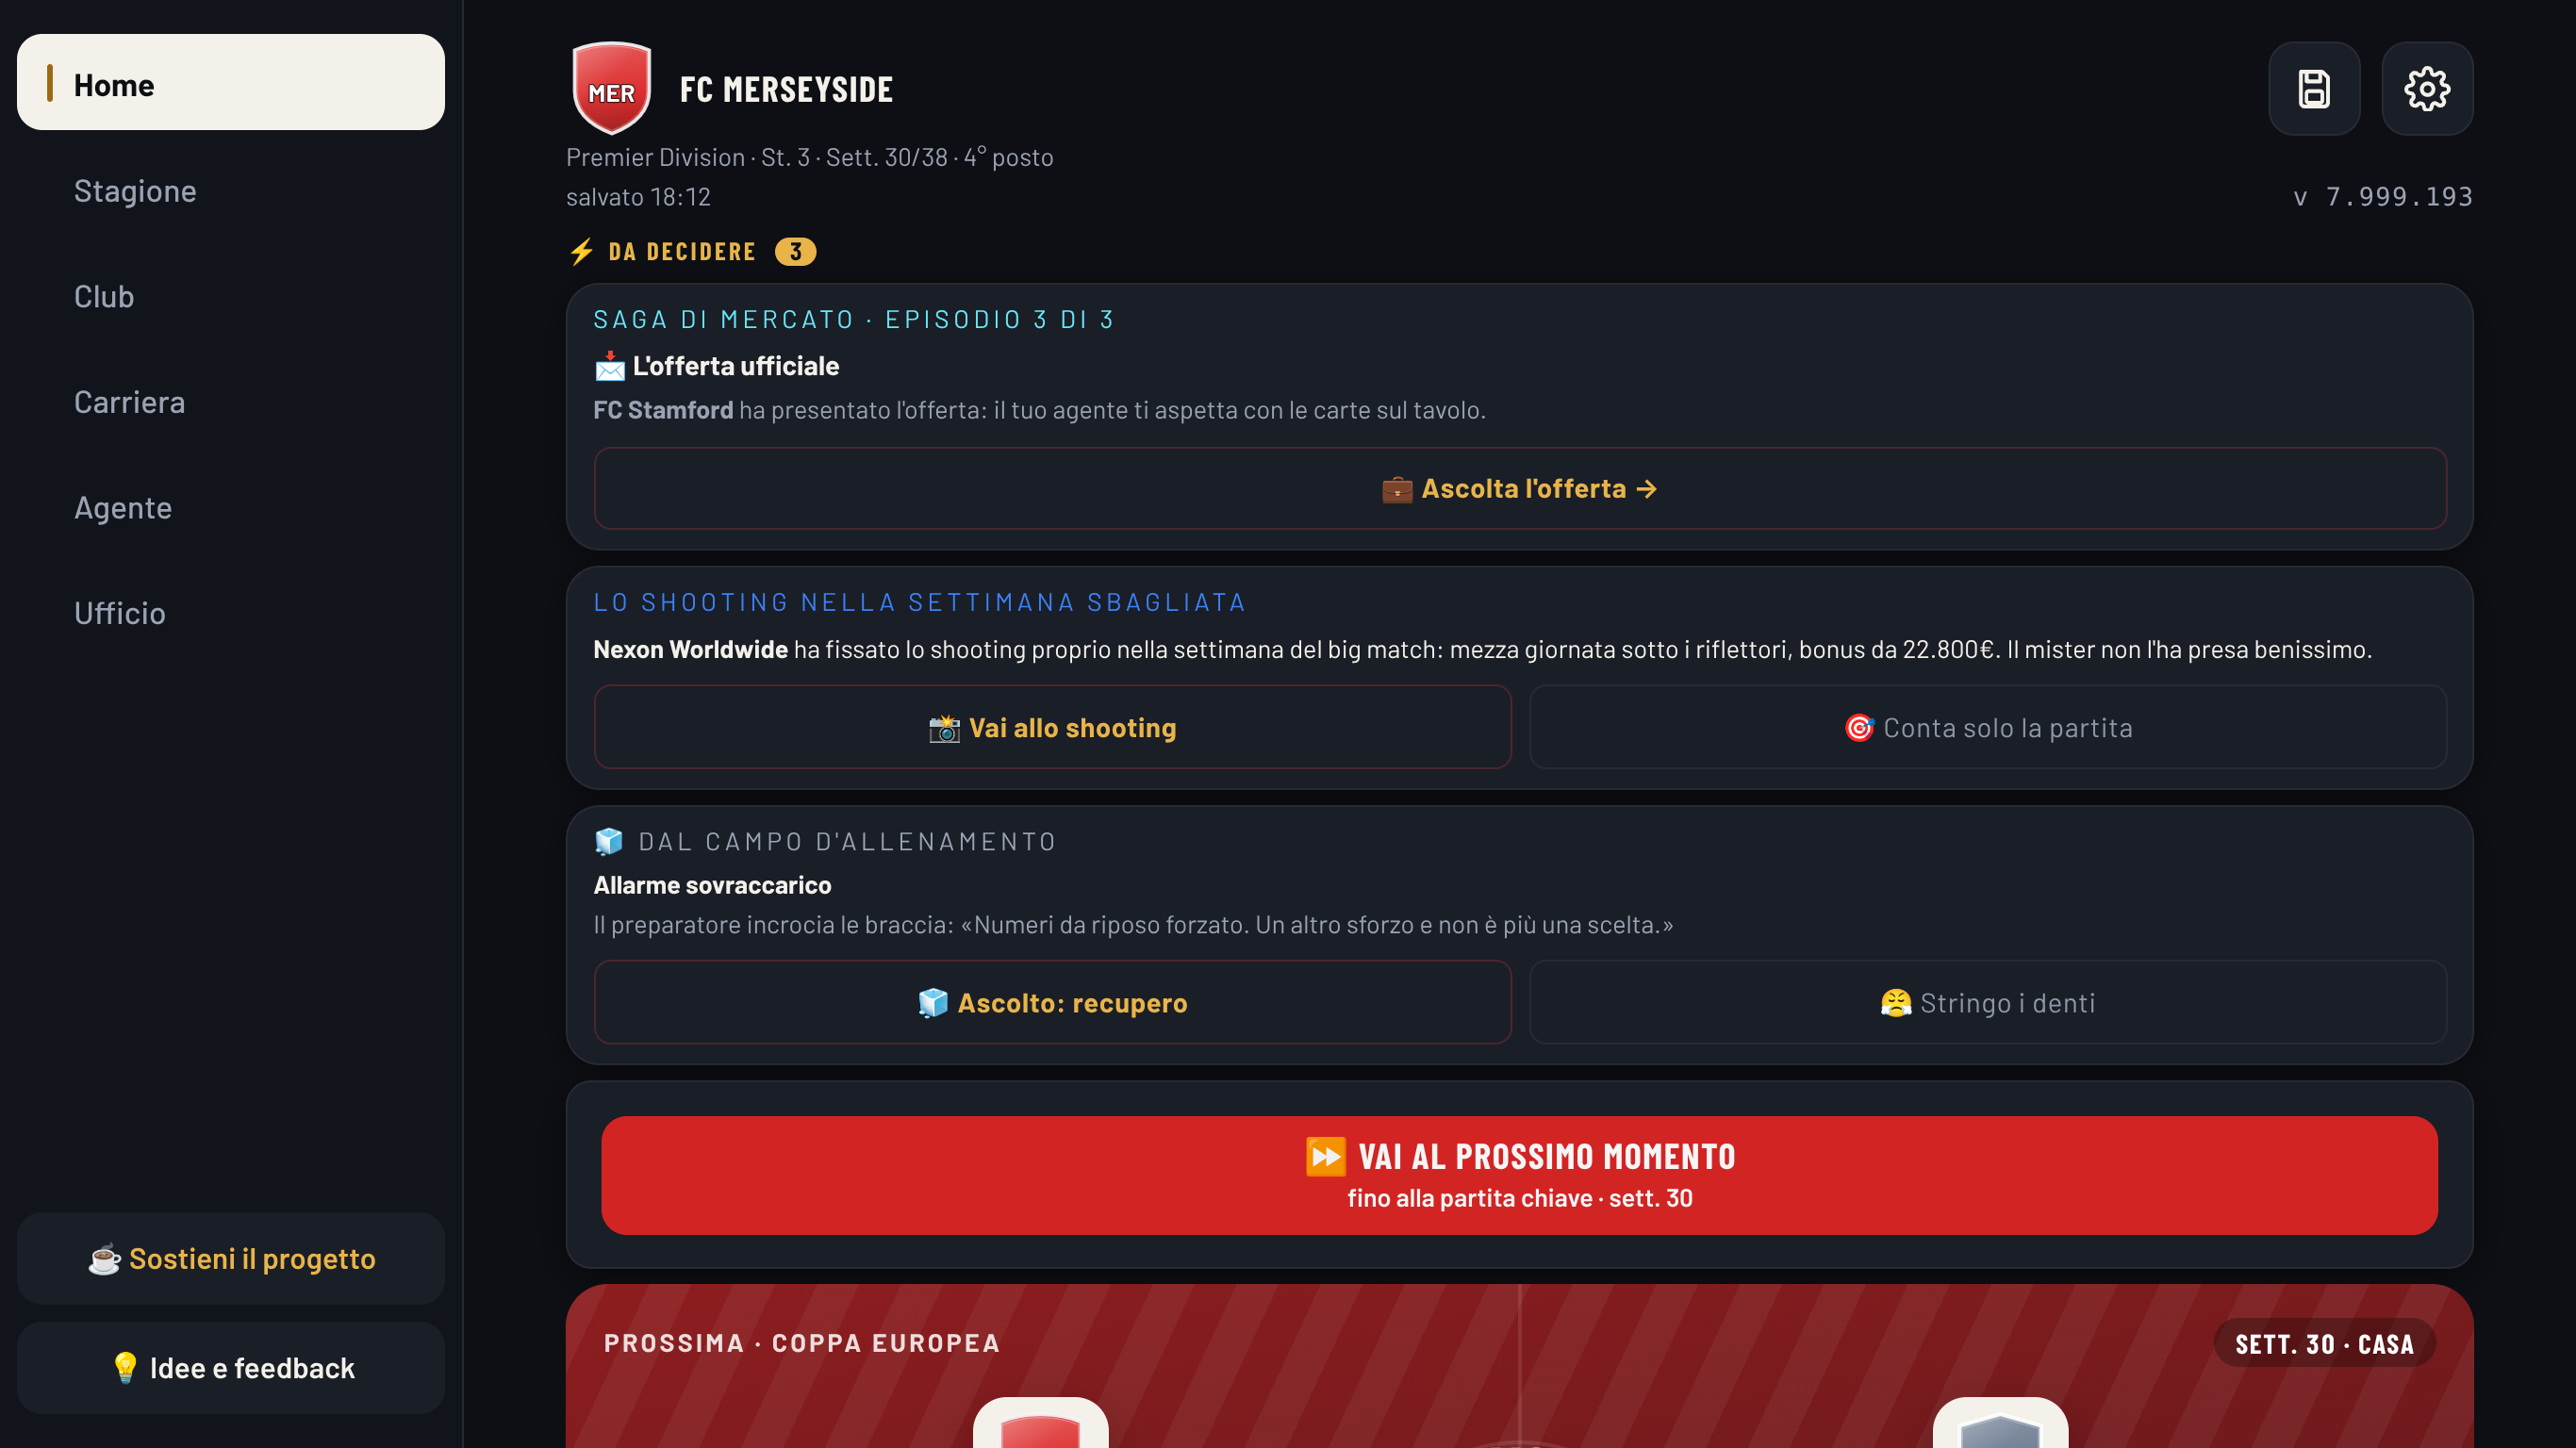 Home
Stagione
Club
Carriera
Agente
Ufficio
☕ Sostieni il progetto
💡 Idee e feedback
MER
FC MERSEYSIDE
Premier Division · St. 3 · Sett. 30/38 · 4° posto
salvato 18:12
v 7.999.193
⚡ DA DECIDERE 3
SAGA DI MERCATO · EPISODIO 3 DI 3
📩 L'offerta ufficiale
FC Stamford ha presentato l'offerta: il tuo agente ti aspetta con le carte sul tavolo.
💼 Ascolta l'offerta →
LO SHOOTING NELLA SETTIMANA SBAGLIATA
Nexon Worldwide ha fissato lo shooting proprio nella settimana del big match: mezza giornata sotto i riflettori, bonus da 22.800€. Il mister non l'ha presa benissimo.
📸 Vai allo shooting
🎯 Conta solo la partita
🧊 DAL CAMPO D'ALLENAMENTO
Allarme sovraccarico
Il preparatore incrocia le braccia: «Numeri da riposo forzato. Un altro sforzo e non è più una scelta.»
🧊 Ascolto: recupero
😤 Stringo i denti
⏩ VAI AL PROSSIMO MOMENTO
fino alla partita chiave · sett. 30
PROSSIMA · COPPA EUROPEA
SETT. 30 · CASA